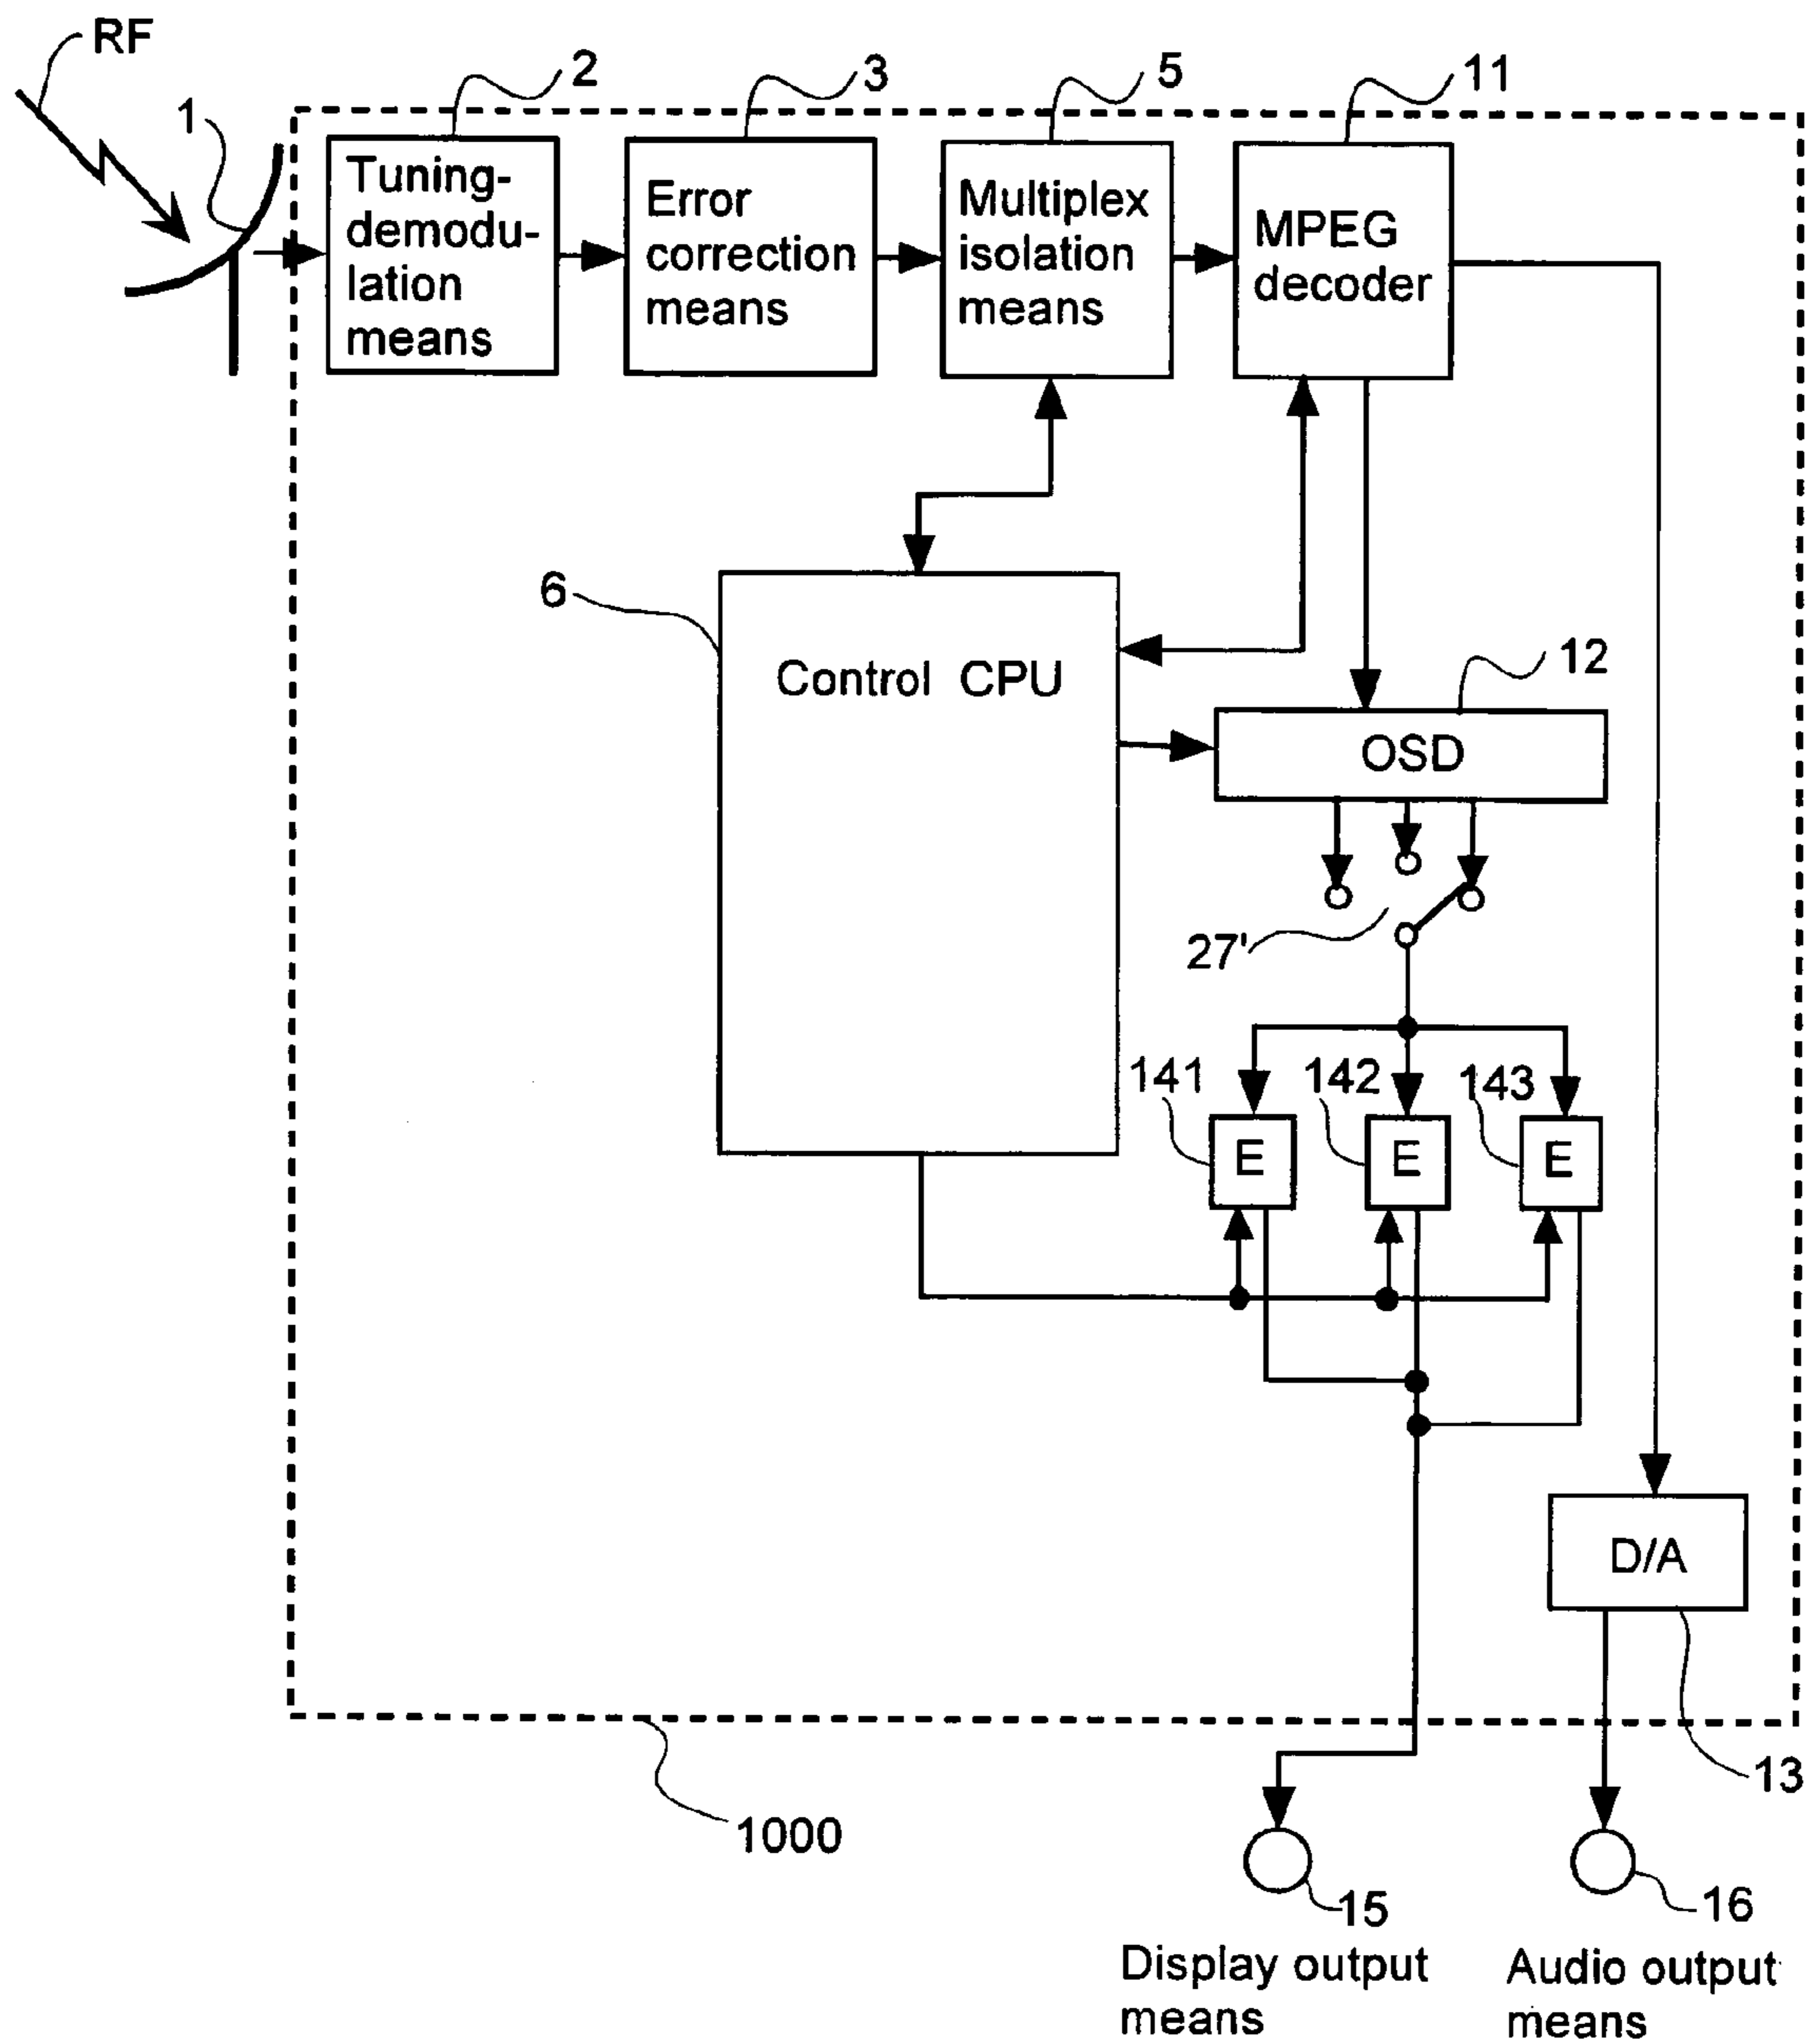 RF
1
2
3
5
11
Tuning-
demodu-
lation
means
Error
correction
means
Multiplex
isolation
means
MPEG
decoder
6
Control CPU
12
OSD
27'
141
142
143
E
E
E
D/A
13
1000
15
16
Display output
means
Audio output
means